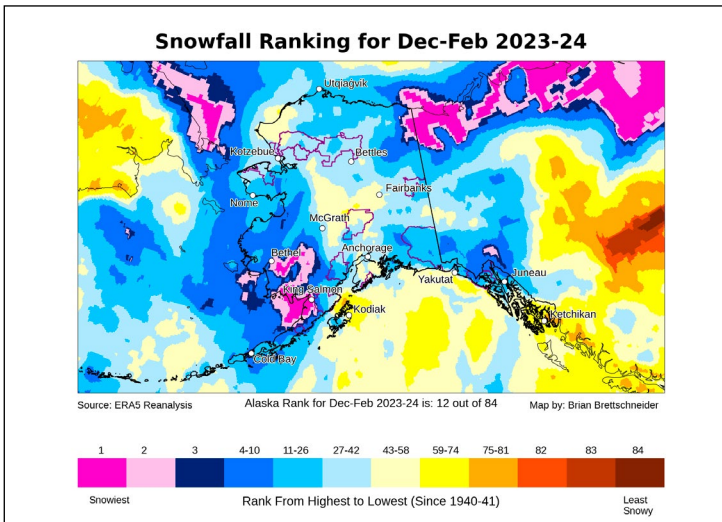 Snowfall Ranking for Dec-Feb 2023-24
Utqiagvik
Kotzebue
Bettles
Nome
Fairbanks
McGrath
Bethel
Anchorage
King Salmon
Yakutat
Juneau
Kodiak
Ketchikan
Cold Bay
Source: ERA5 Reanalysis Alaska Rank for Dec-Feb 2023-24 is: 12 out of 84 Map by: Brian Brettschneider
1 2 3 4-10 11-26 27-42 43-58 59-74 75-81 82 83 84
Snowiest Rank From Highest to Lowest (Since 1940-41) Least
Snowy